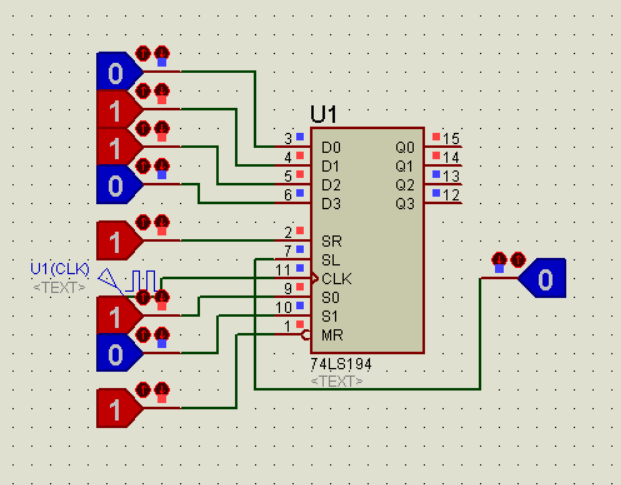 0
1
1
0
1
U1(CLK)
<TEXT>
1
0
1
U1
3 D0 Q0 15
4 D1 Q1 14
5 D2 Q2 13
6 D3 Q3 12
2 SR
7 SL
11 CLK
9 S0
10 S1
1 MR
74LS194
<TEXT>
0